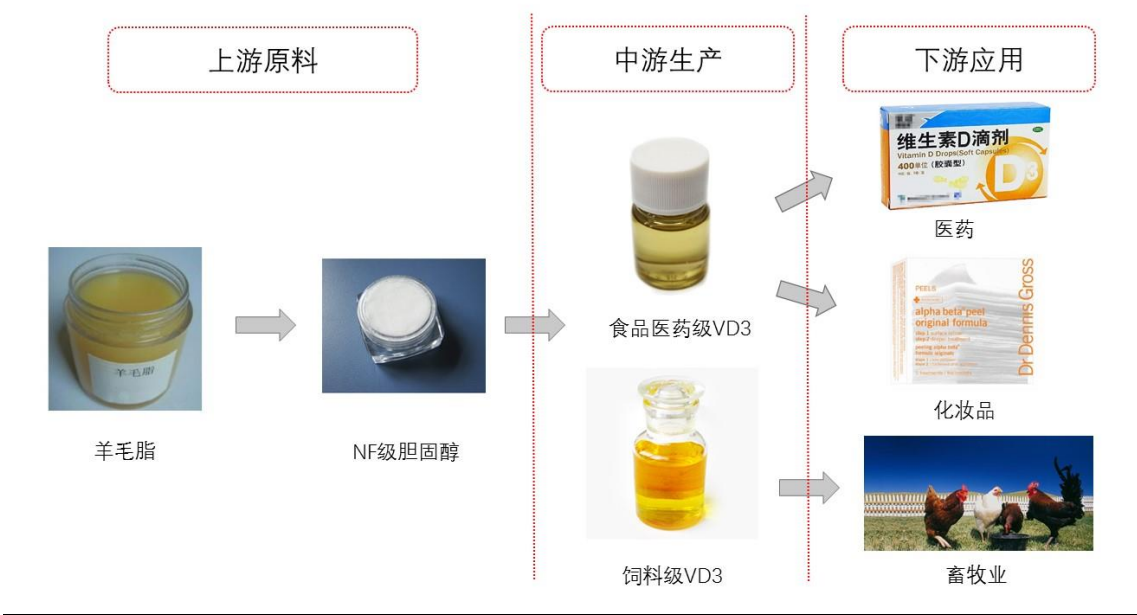 上游原料
中游生产
下游应用
维生素D滴剂
Vitamin D Drops(Soft Capsules)
400单位（胶囊型）
D3
医药
羊毛脂
羊毛脂
NF级胆固醇
食品医药级VD3
PEELS
alpha beta peel
original formula
Dr Dennis Gross
化妆品
饲料级VD3
畜牧业